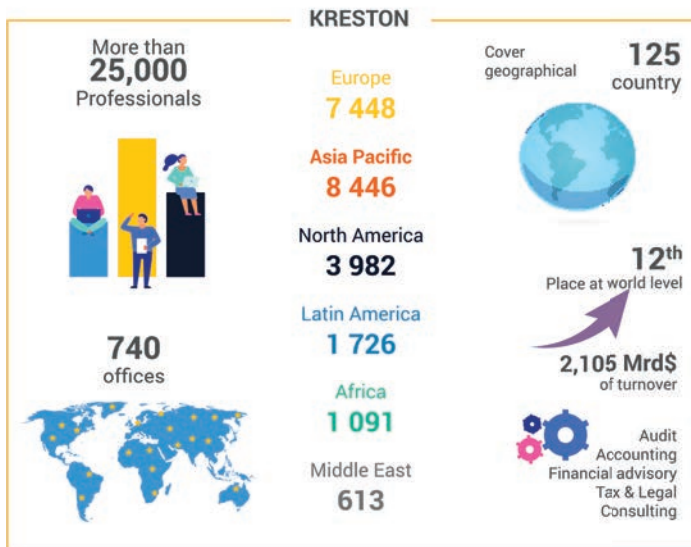 KRESTON
More than
25,000
Professionals
740
offices
Europe
7 448
Asia Pacific
8 446
North America
3 982
Latin America
1 726
Africa
1 091
Middle East
613
Cover
geographical
125
country
12th
Place at world level
2,105 Mrd$
of turnover
Audit
Accounting
Financial advisory
Tax & Legal
Consulting